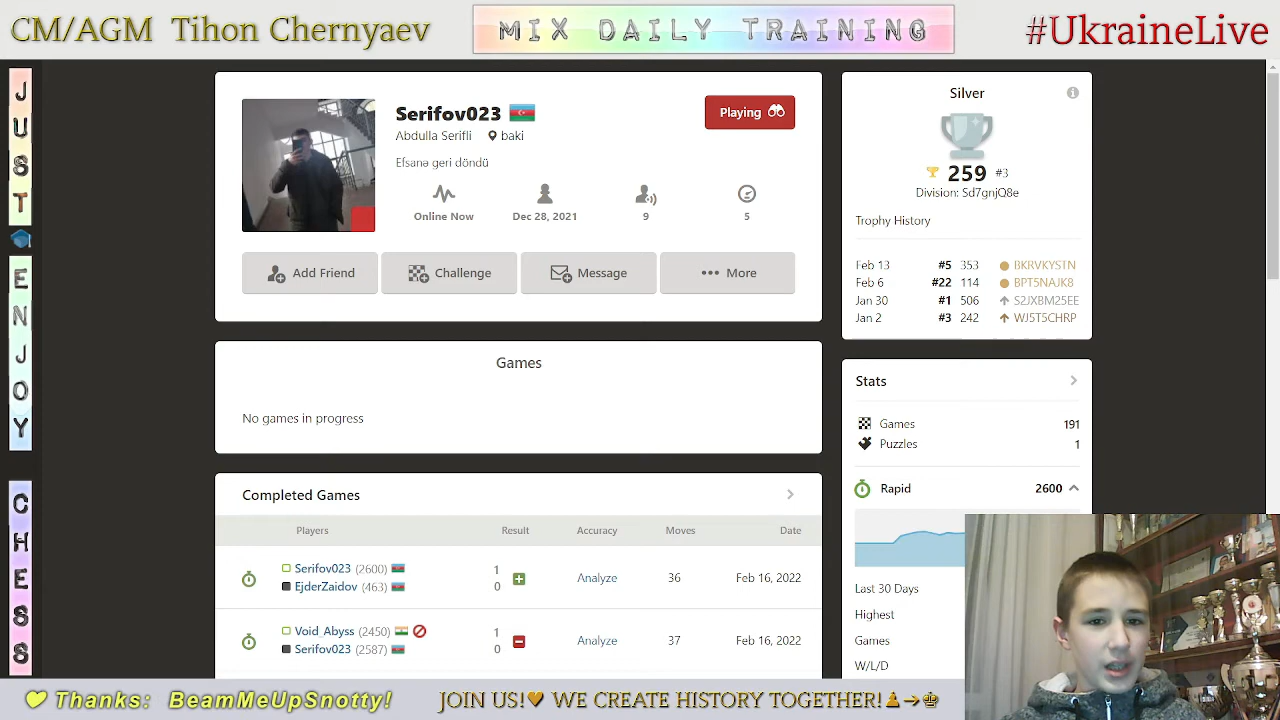 CM/AGM Tihon Chernyaev
MIX DAILY TRAINING
#UkraineLive
JUST
ENJOY
CHESS
Serifov023
Abdulla Serifli baki
Efsanə geri döndü
Playing
Online Now
Dec 28, 2021
9
5
Add Friend
Challenge
Message
More
Games
No games in progress
Completed Games
Players Result Accuracy Moves Date
Serifov023 (2600) 1
EjderZaidov (463) 0
Analyze 36 Feb 16, 2022
Void_Abyss (2450) 1
Serifov023 (2587) 0
Analyze 37 Feb 16, 2022
Silver
259 #3
Division: Sd7gnjQ8e
Trophy History
Feb 13 #5 353 BKRVKYSTN
Feb 6 #22 114 BPT5NAJK8
Jan 30 #1 506 S2JXBM25EE
Jan 2 #3 242 WJ5T5CHRP
Stats
Games 191
Puzzles 1
Rapid 2600
Last 30 Days
Highest
Games
W/L/D
Thanks: BeamMeUpSnotty!
JOIN US! WE CREATE HISTORY TOGETHER!